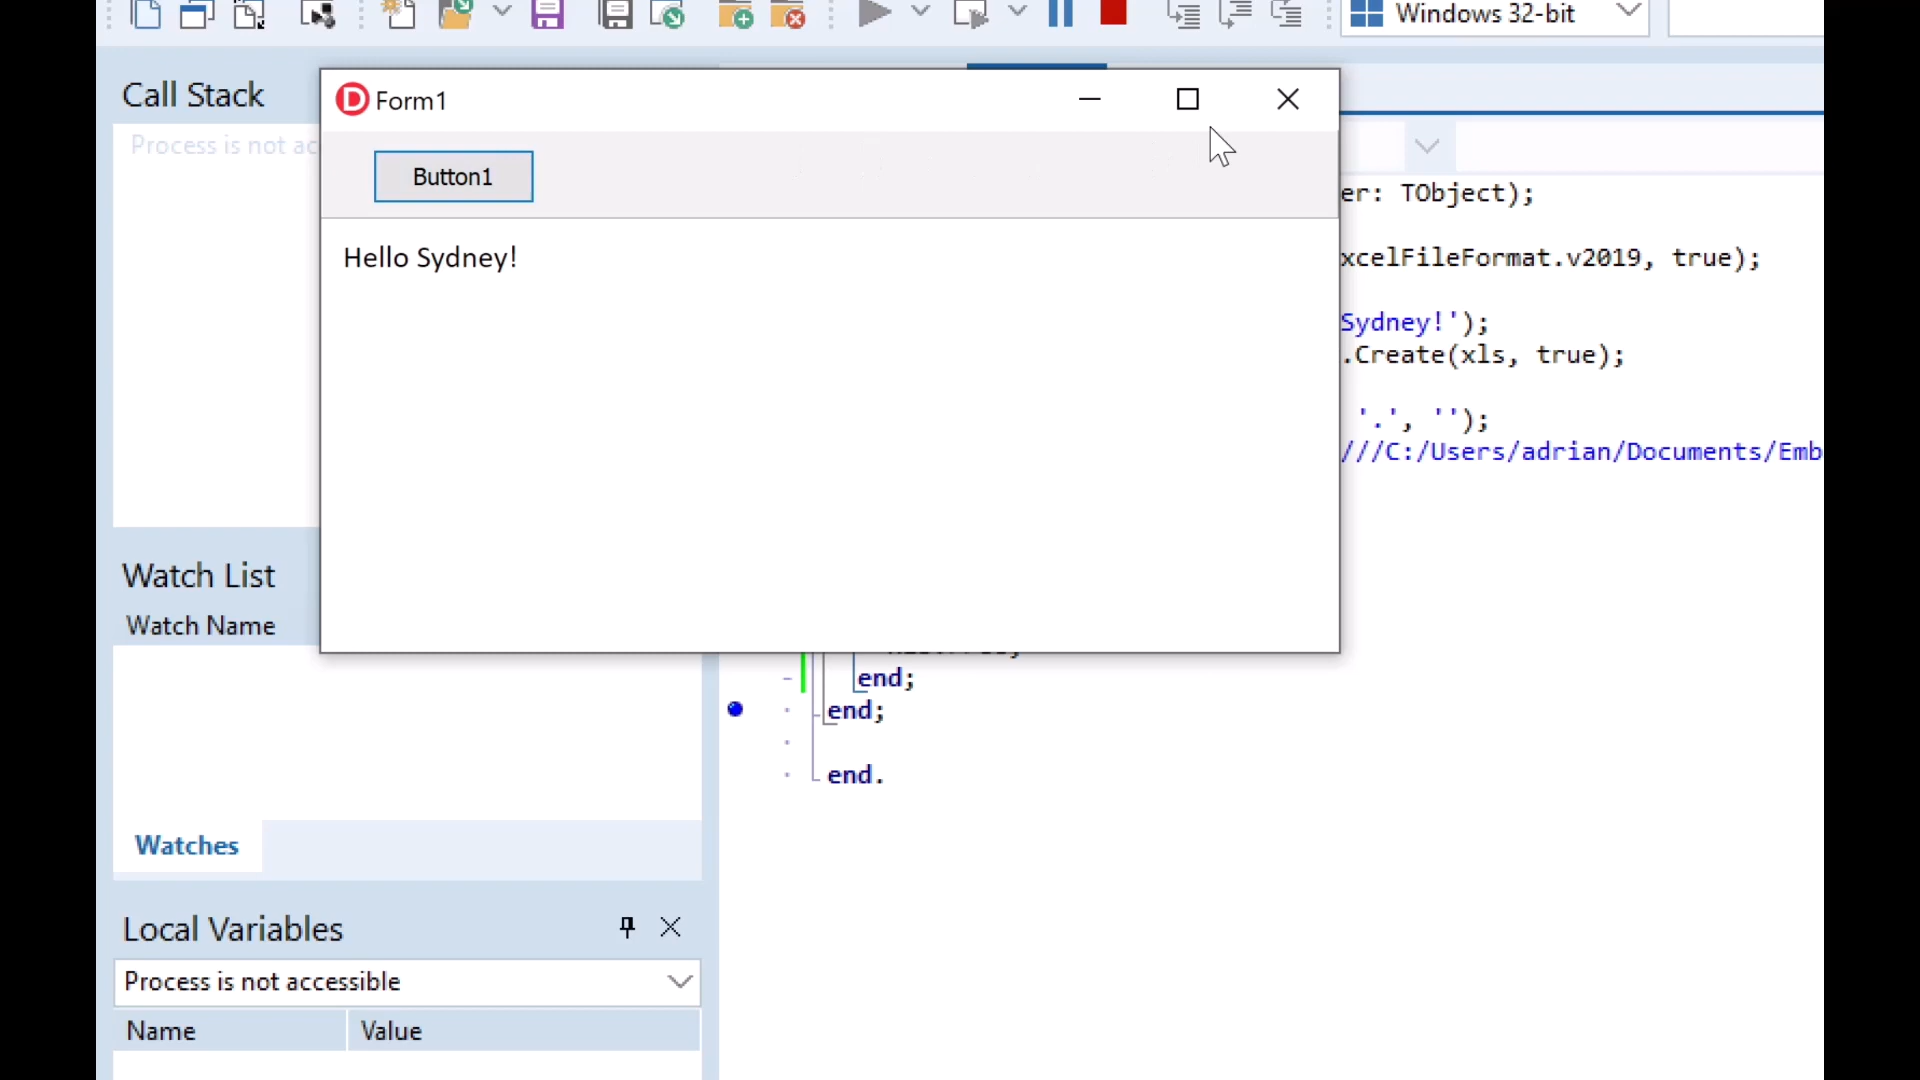 Windows 32-bit
Call Stack
Process is not ac
Form1
Button1
Hello Sydney!
er: TObject);
xcelFileFormat.v2019, true);
Sydney!');
.Create(xls, true);
'.', '');
///C:/Users/adrian/Documents/Emb
end;
end;
end.
Watch List
Watch Name
Watches
Local Variables
Process is not accessible
Name Value